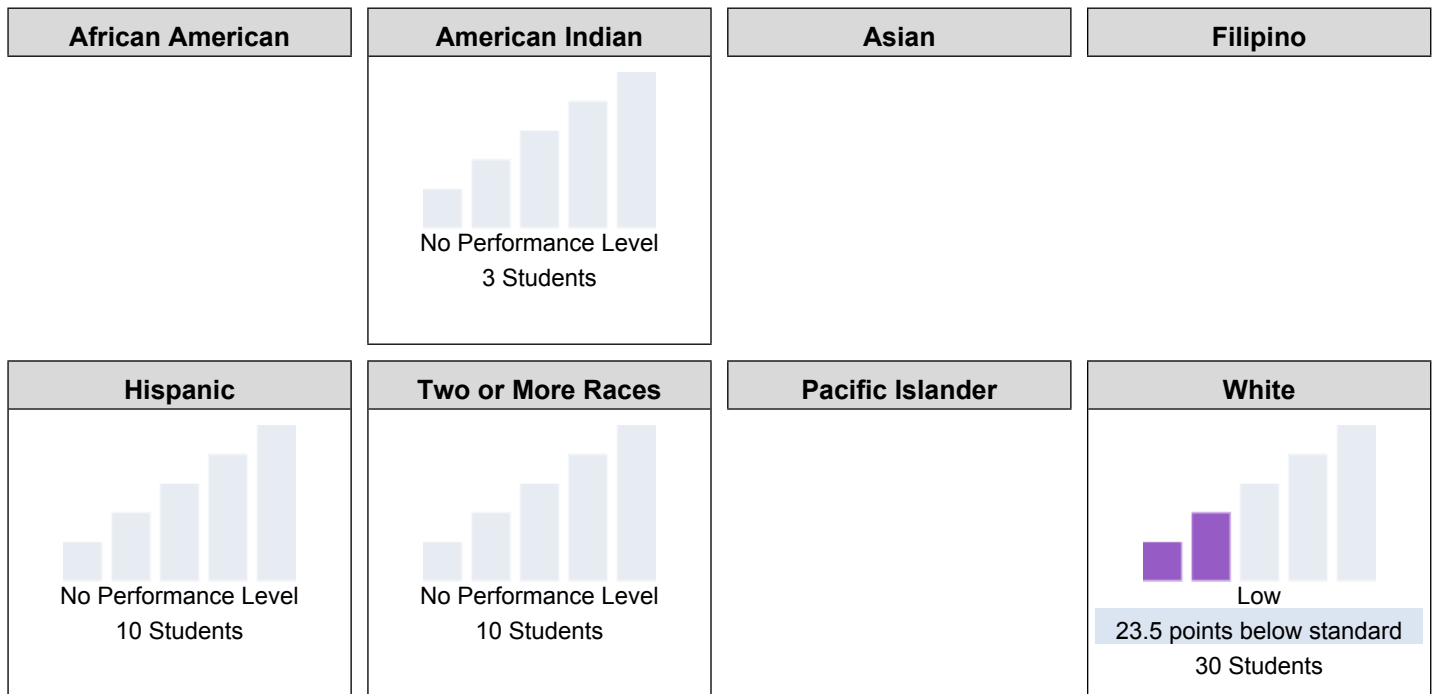 African American
American Indian
Asian
Filipino
No Performance Level
3 Students
Hispanic
Two or More Races
Pacific Islander
White
No Performance Level
10 Students
No Performance Level
10 Students
Low
23.5 points below standard
30 Students